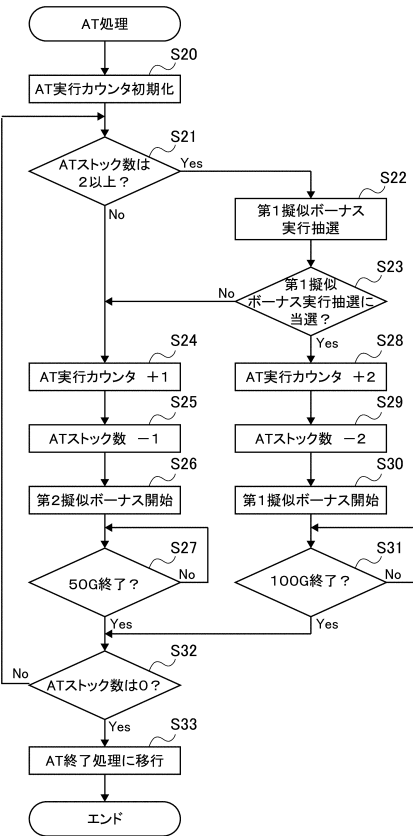 AT処理
S20
AT実行カウンタ初期化
S21
ATストック数は
2以上？
Yes
No
S22
第1擬似ボーナス
実行抽選
S23
第1擬似
ボーナス実行抽選に
当選？
No
Yes
S24
AT実行カウンタ　＋1
S28
AT実行カウンタ　＋2
S25
ATストック数　－1
S29
ATストック数　－2
S26
第2擬似ボーナス開始
S30
第1擬似ボーナス開始
S27
50G終了？
No
Yes
S31
100G終了？
No
Yes
S32
ATストック数は0？
No
Yes
S33
AT終了処理に移行
エンド